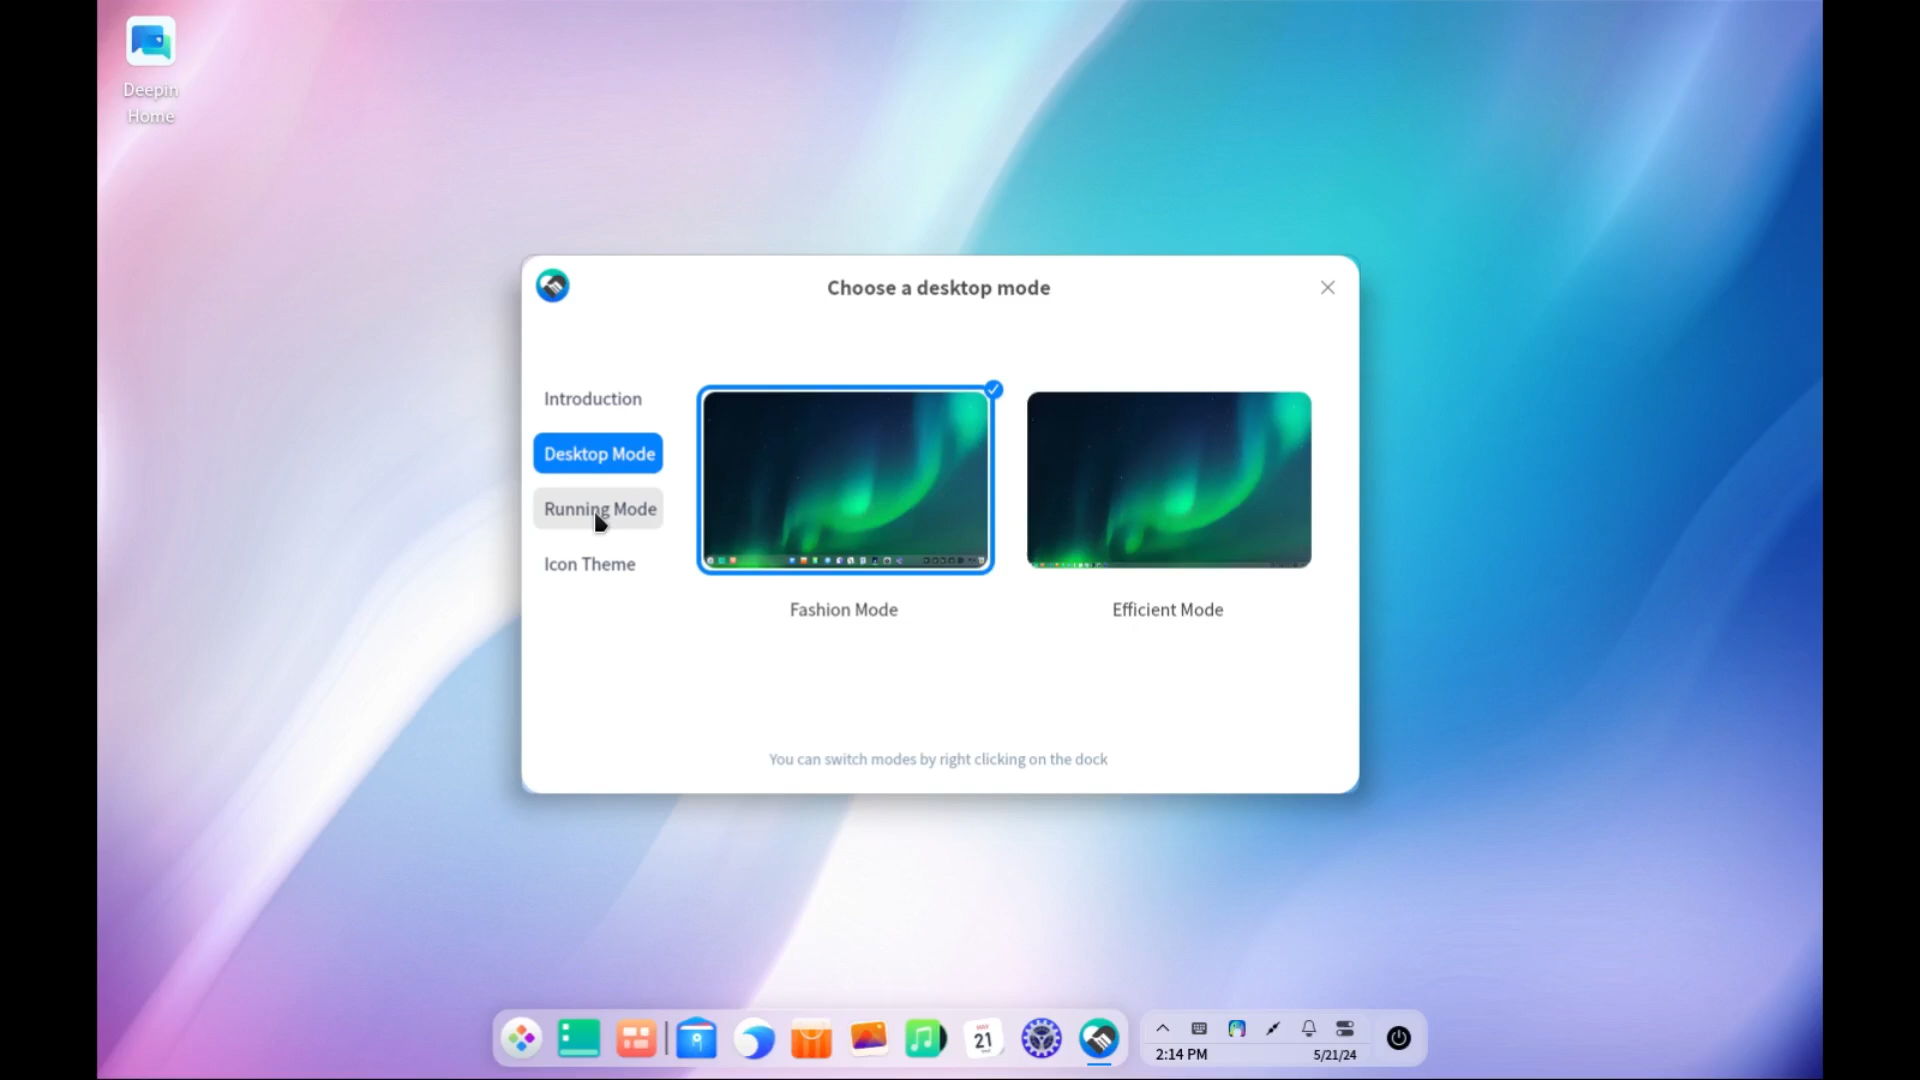 Deepin
Home
Choose a desktop mode
Introduction
Desktop Mode
Running Mode
Icon Theme
Fashion Mode
Efficient Mode
You can switch modes by right clicking on the dock
MAY
21
2:14 PM
5/21/24